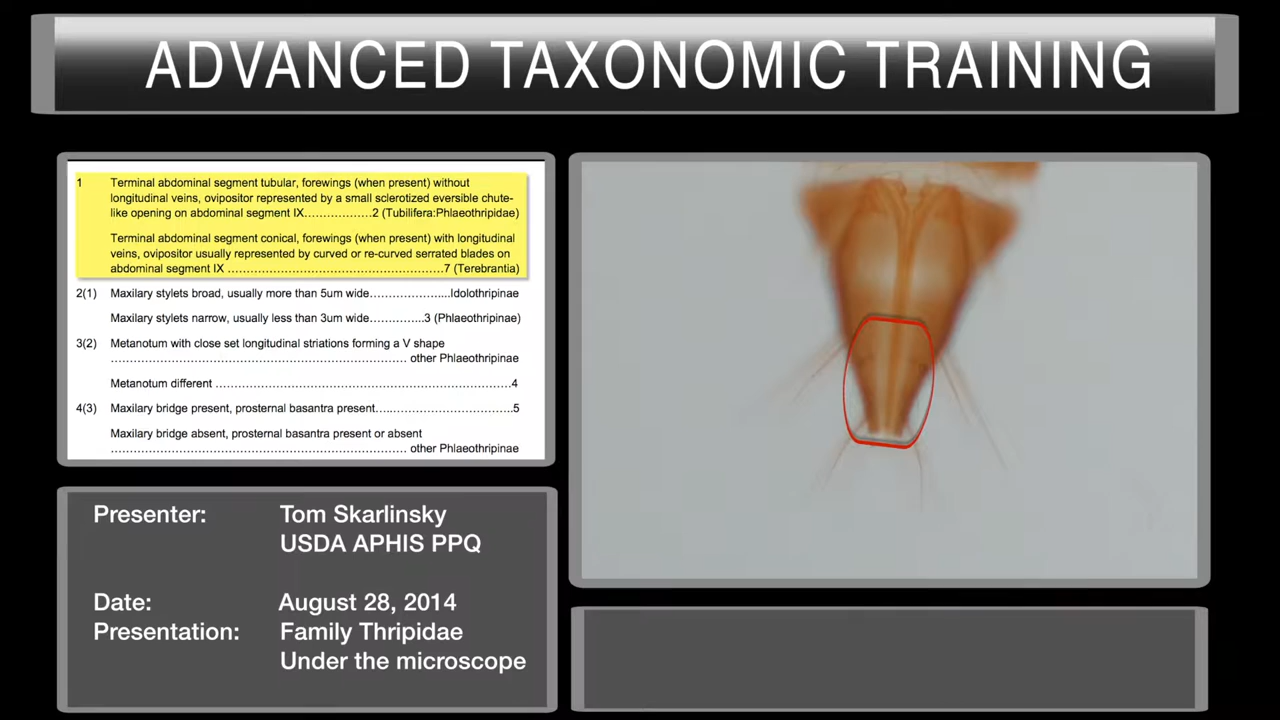 ADVANCED TAXONOMIC TRAINING
1 Terminal abdominal segment tubular, forewings (when present) without
longitudinal veins, ovipositor represented by a small sclerotized eversible chute-
like opening on abdominal segment IX.................2 (Tubilifera:Phlaeothripidae)
Terminal abdominal segment conical, forewings (when present) with longitudinal
veins, ovipositor usually represented by curved or re-curved serrated blades on
abdominal segment IX ......................................................7 (Terebrantia)
2(1) Maxilary stylets broad, usually more than 5um wide.......................Idolothripinae
Maxilary stylets narrow, usually less than 3um wide..............3 (Phlaeothripinae)
3(2) Metanotum with close set longitudinal striations forming a V shape
........................................................................... other Phlaeothripinae
Metanotum different ...........................................................................4
4(3) Maxilary bridge present, prosternal basantra present...................................5
Maxilary bridge absent, prosternal basantra present or absent
........................................................................... other Phlaeothripinae
Presenter: Tom Skarlinsky
USDA APHIS PPQ
Date: August 28, 2014
Presentation: Family Thripidae
Under the microscope